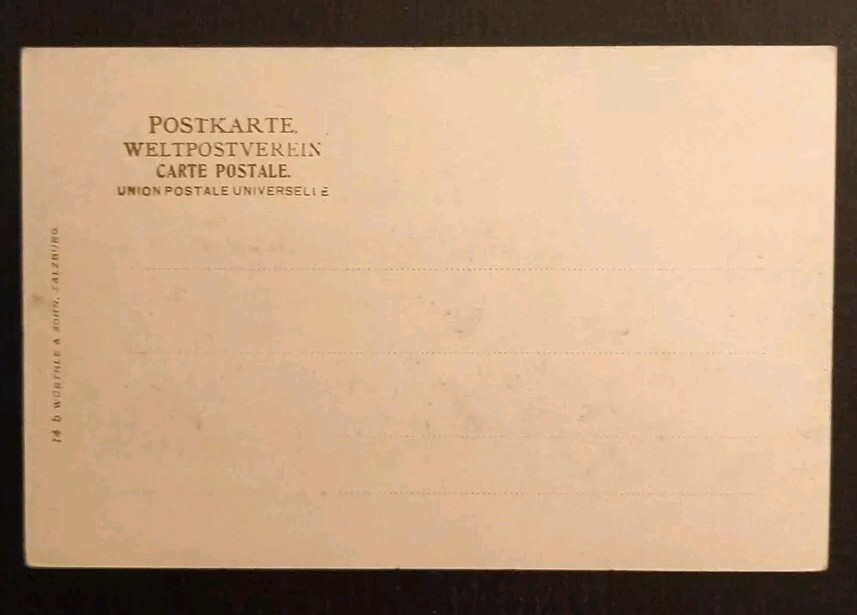 POSTKARTE.
WELTPOSTVEREIN
CARTE POSTALE.
UNION POSTALE UNIVERSELLE
74 b WÜRTHLE & SOHN, SALZBURG.